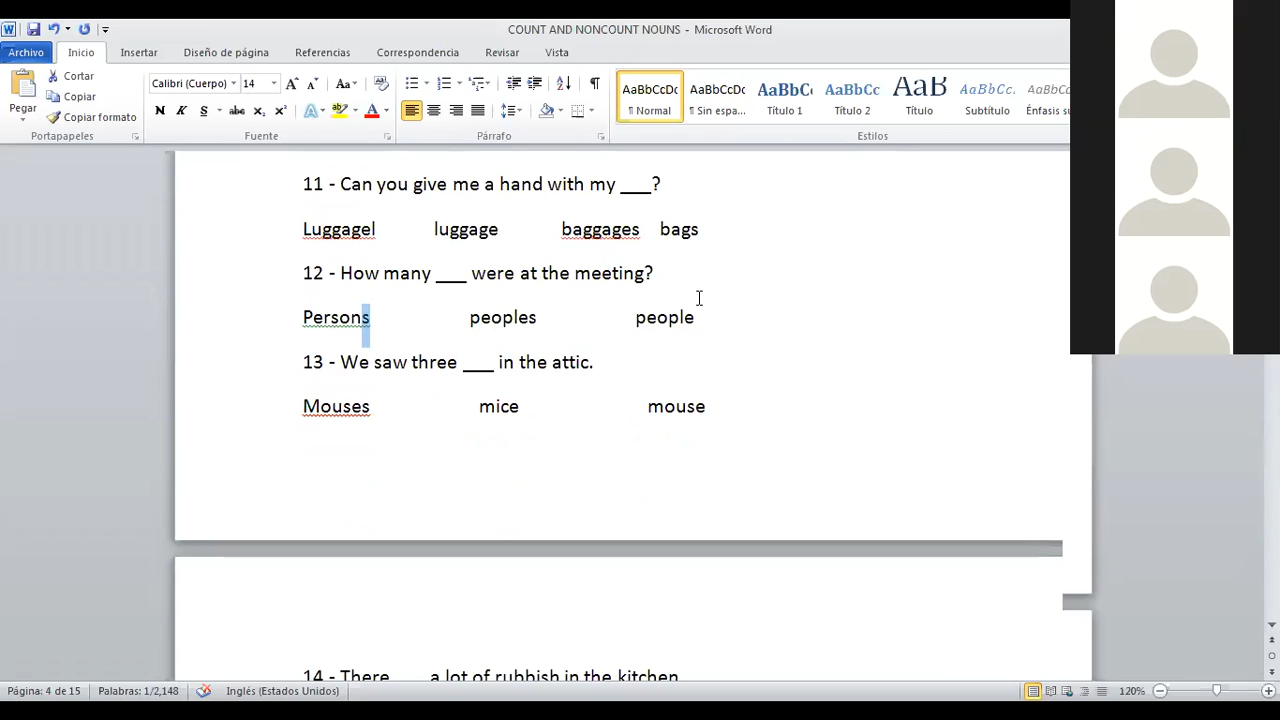 COUNT AND NONCOUNT NOUNS - Microsoft Word
Archivo Inicio Insertar Diseño de página Referencias Correspondencia Revisar Vista
Pegar
Cortar
Copiar
Copiar formato
Portapapeles
Calibri (Cuerpo) 14
N K S abc x₂ x²
Fuente
Párrafo
AaBbCcDc AaBbCcDc AaBbC AaBbCc AaB AaBbCc. AaBbCc
¶ Normal ¶ Sin espa... Título 1 Título 2 Título Subtítulo Énfasis su
Estilos
11 - Can you give me a hand with my ___?
Luggagel luggage baggages bags
12 - How many ___ were at the meeting?
Persons peoples people
13 - We saw three ___ in the attic.
Mouses mice mouse
14 - There ___ a lot of rubbish in the kitchen
Página: 4 de 15 Palabras: 1/2,148 Inglés (Estados Unidos) 120%